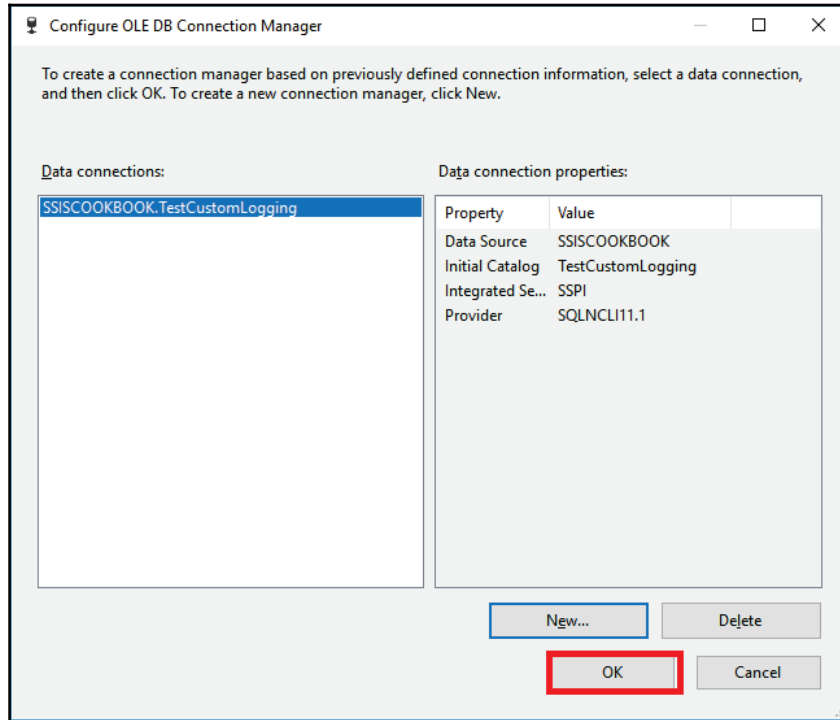 Configure OLE DB Connection Manager
To create a connection manager based on previously defined connection information, select a data connection,
and then click OK. To create a new connection manager, click New.
Data connections:
Data connection properties:
SSISCOOKBOOK.TestCustomLogging
Property Value
Data Source SSISCOOKBOOK
Initial Catalog TestCustomLogging
Integrated Se... SSPI
Provider SQLNCLI11.1
New... Delete
OK Cancel